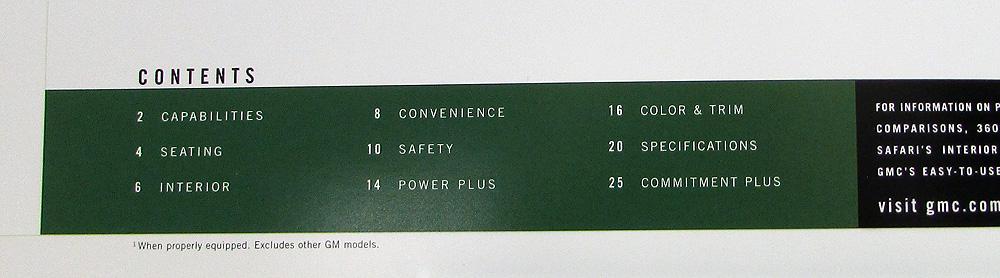 CONTENTS
2 CAPABILITIES
4 SEATING
6 INTERIOR
8 CONVENIENCE
10 SAFETY
14 POWER PLUS
16 COLOR & TRIM
20 SPECIFICATIONS
25 COMMITMENT PLUS
FOR INFORMATION ON
COMPARISONS, 360
SAFARI'S INTERIOR
GMC'S EASY-TO-USE
visit gmc.com
1 When properly equipped. Excludes other GM models.